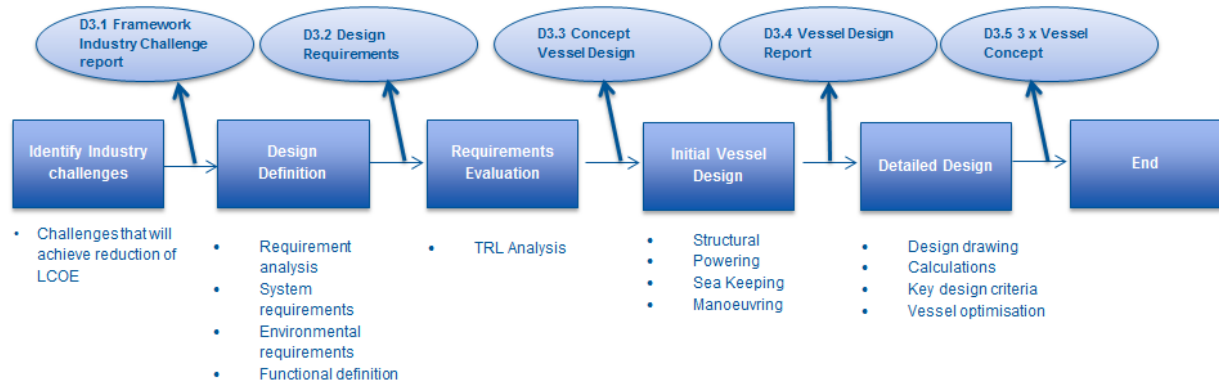 D3.1 Framework
Industry Challenge
report
D3.2 Design
Requirements
D3.3 Concept
Vessel Design
D3.4 Vessel Design
Report
D3.5 3 x Vessel
Concept
Identify Industry
challenges
Design
Definition
Requirements
Evaluation
Initial Vessel
Design
Detailed Design
End
• Challenges that will
achieve reduction of
LCOE
• Requirement
analysis
• System
requirements
• Environmental
requirements
• Functional definition
• TRL Analysis
• Structural
• Powering
• Sea Keeping
• Manoeuvring
• Design drawing
• Calculations
• Key design criteria
• Vessel optimisation